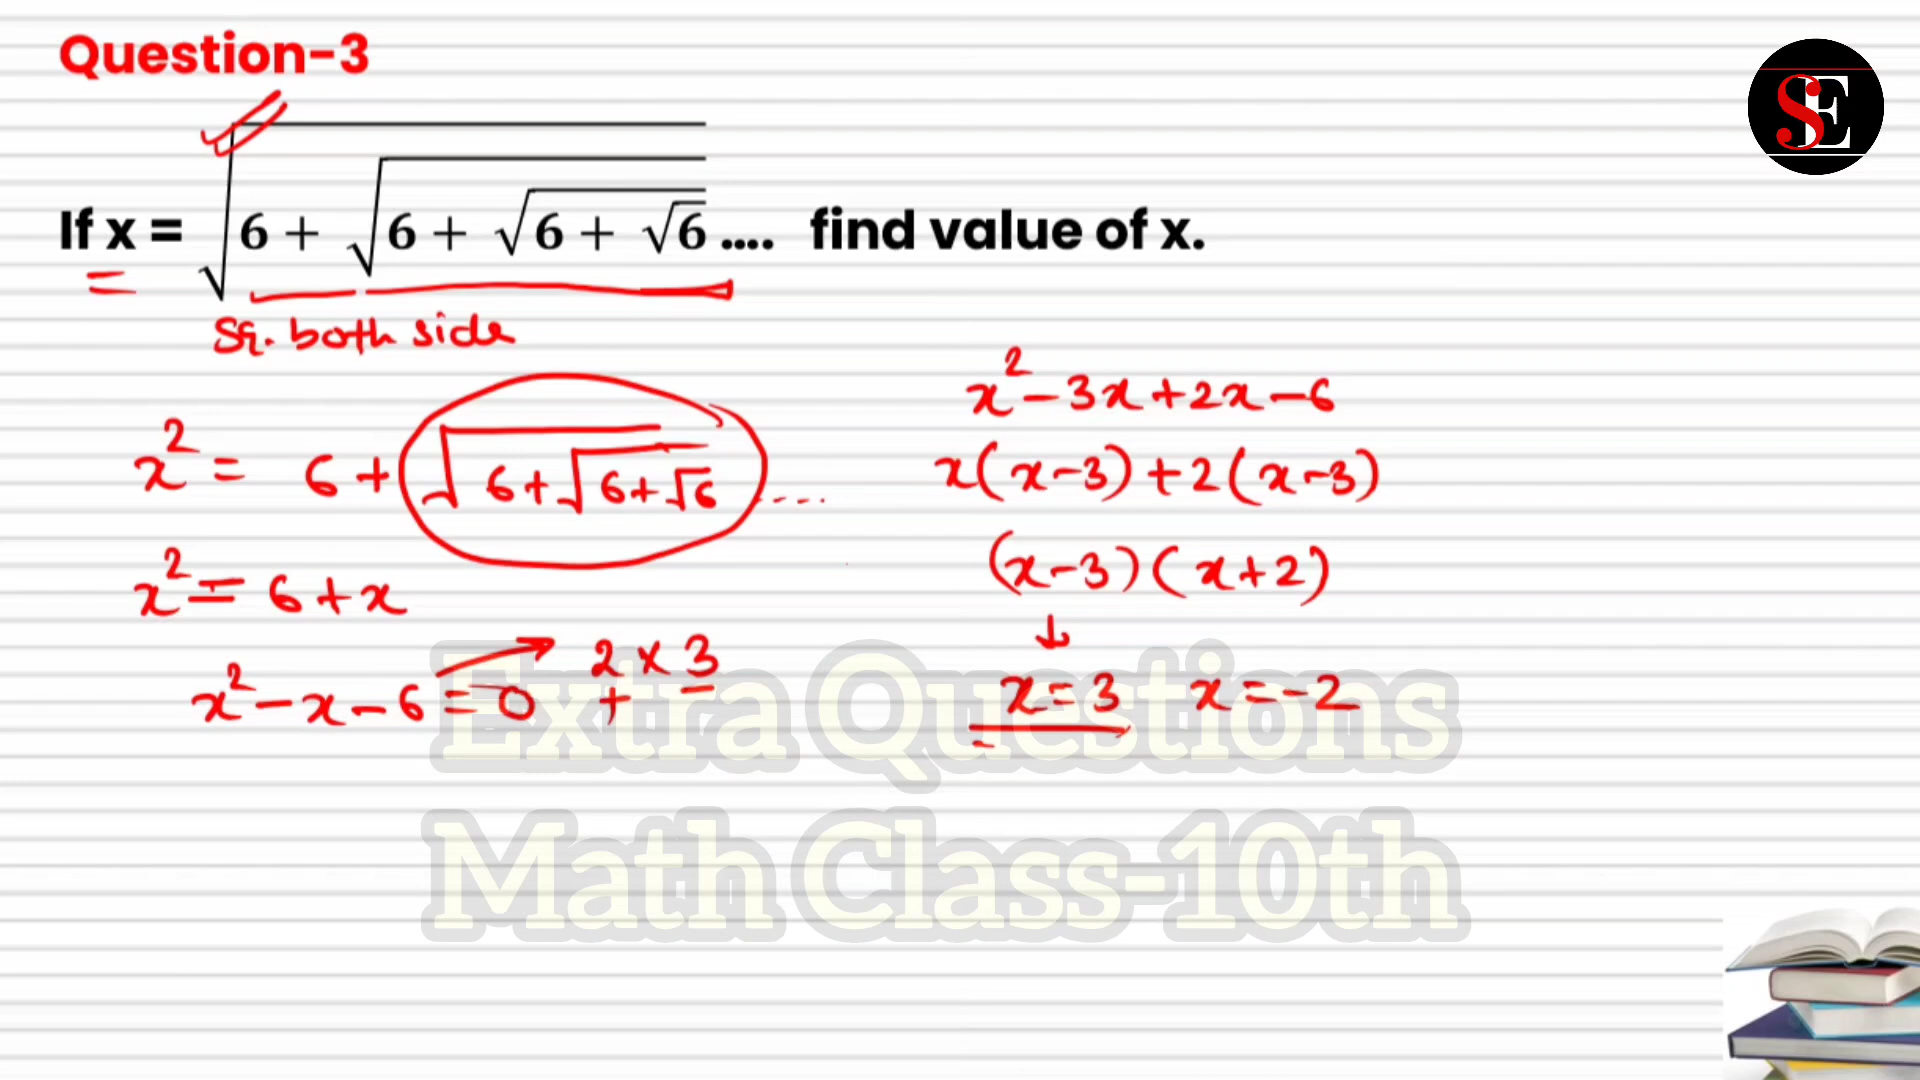 Question-3
SE
If x = √(6 + √(6 + √(6 + √6))) .... find value of x.
Sq. both side
x² = 6 + √(6 + √(6 + √6)) ....
x² = 6 + x
x² - x - 6 = 0
2 × 3
+
x² - 3x + 2x - 6
x(x - 3) + 2(x - 3)
(x - 3)(x + 2)
↓
x = 3 x = -2
Extra Questions
Math Class-10th